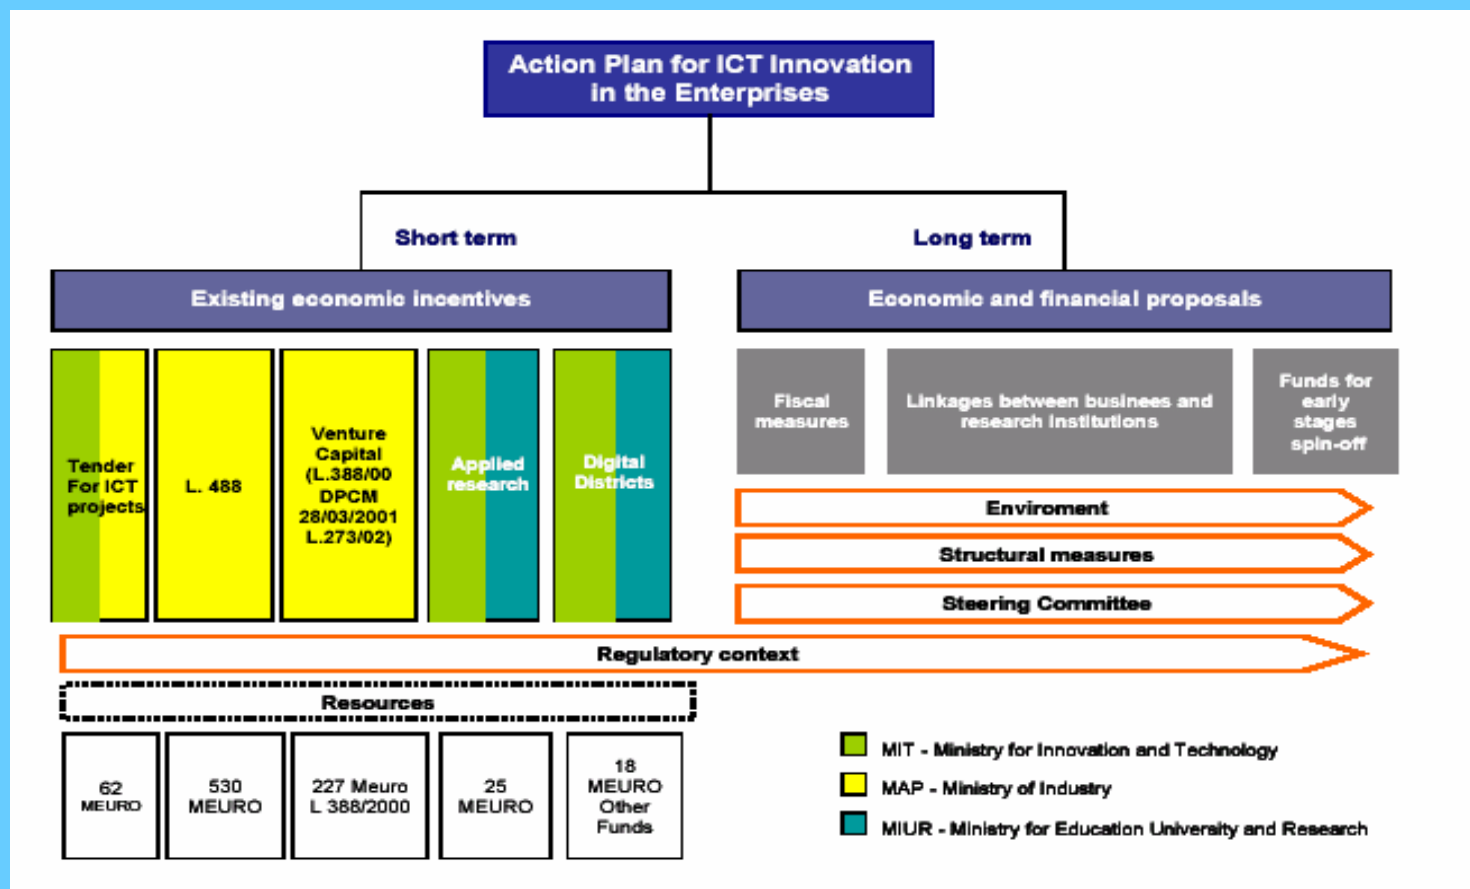 Action Plan for ICT Innovation
in the Enterprises
Short term
Long term
Existing economic incentives
Economic and financial proposals
Tender
For ICT
projects
L. 488
Venture
Capital
(L.388/00
DPCM
28/03/2001
L.273/02)
Applied
research
Digital
Districts
Fiscal
measures
Linkages between businees and
research institutions
Funds for
early
stages
spin-off
Enviroment
Structural measures
Steering Committee
Regulatory context
Resources
62
MEURO
530
MEURO
227 Meuro
L 388/2000
25
MEURO
18
MEURO
Other
Funds
MIT - Ministry for Innovation and Technology
MAP - Ministry of Industry
MIUR - Ministry for Education University and Research